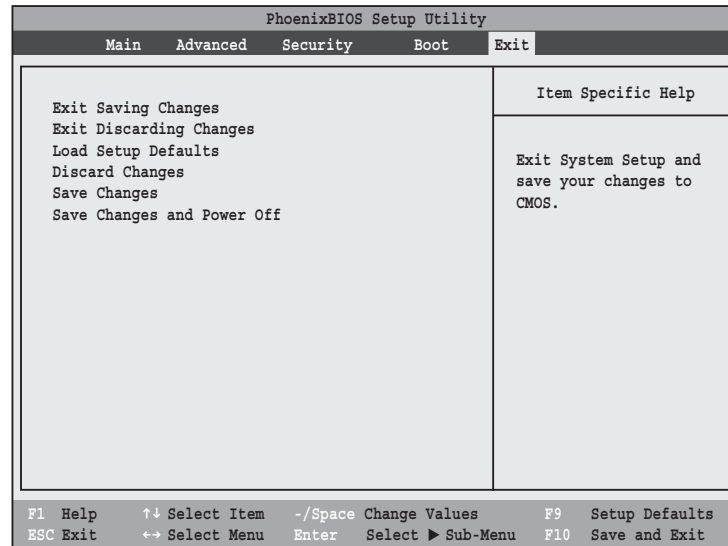 PhoenixBIOS Setup Utility
Main Advanced Security Boot Exit
Exit Saving Changes
Exit Discarding Changes
Load Setup Defaults
Discard Changes
Save Changes
Save Changes and Power Off
Item Specific Help
Exit System Setup and
save your changes to
CMOS.
F1 Help ↑↓ Select Item -/Space Change Values F9 Setup Defaults
ESC Exit ←→ Select Menu Enter Select ▶ Sub-Menu F10 Save and Exit